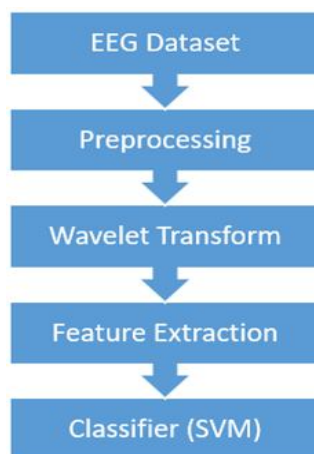 EEG Dataset
Preprocessing
Wavelet Transform
Feature Extraction
Classifier (SVM)